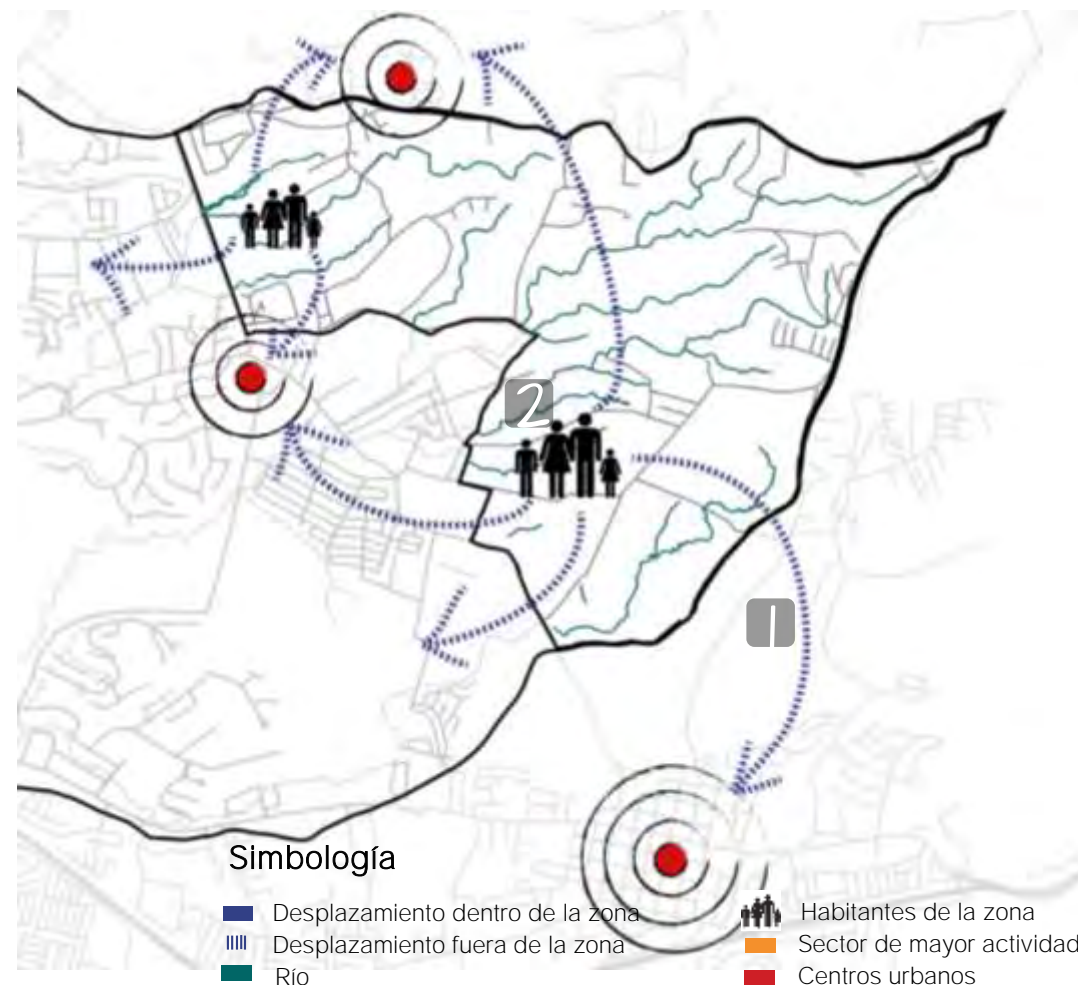 2
1
Simbología
Desplazamiento dentro de la zona
Desplazamiento fuera de la zona
Río
Habitantes de la zona
Sector de mayor actividad
Centros urbanos